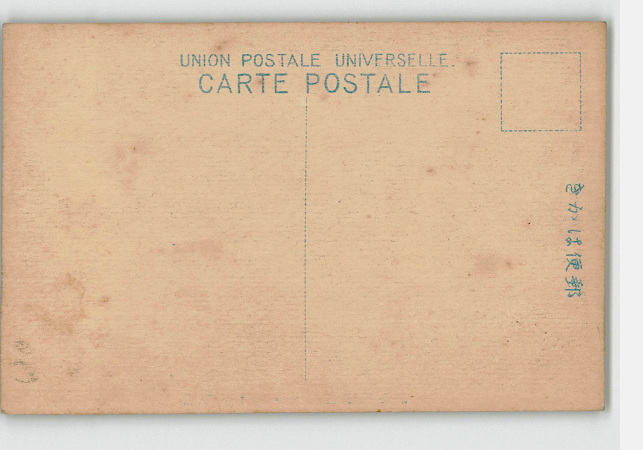 UNION POSTALE UNIVERSELLE.
CARTE POSTALE
きかは便郵